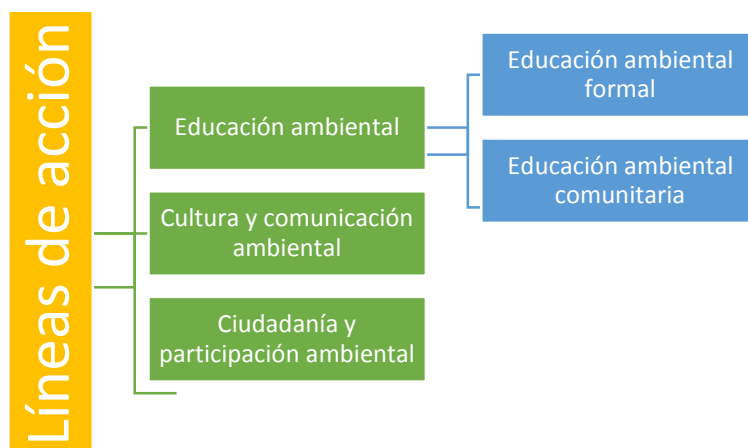 Líneas de acción
Educación ambiental
Cultura y comunicación
ambiental
Ciudadanía y
participación ambiental
Educación ambiental
formal
Educación ambiental
comunitaria